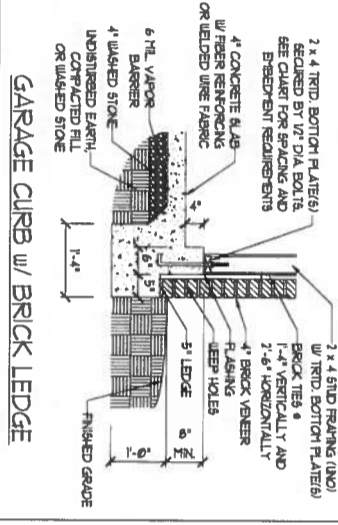 2 x 4 TRTD. BOTTOM PLATE(S)
SECURED BY 1/2" DIA. BOLTS.
SEE CHART FOR SPACING AND
EMBEDMENT REQUIREMENTS
4" CONCRETE SLAB
W/ FIBER REINFORCING
OR WELDED WIRE FABRIC
6 MIL. VAPOR
BARRIER
4" WASHED STONE
UNDISTURBED EARTH,
COMPACTED FILL
OR WASHED STONE
2 x 4 STUD FRAMING (UNO)
W/ TRTD. BOTTOM PLATE(S)
BRICK TIES @
1'-4" VERTICALLY AND
2'-6" HORIZONTALLY
4" BRICK VENEER
FLASHING
WEEP HOLES
5" LEDGE
FINISHED GRADE
4"
6"
5"
1'-4"
8"
MIN.
1'-0"
GARAGE CURB W/ BRICK LEDGE